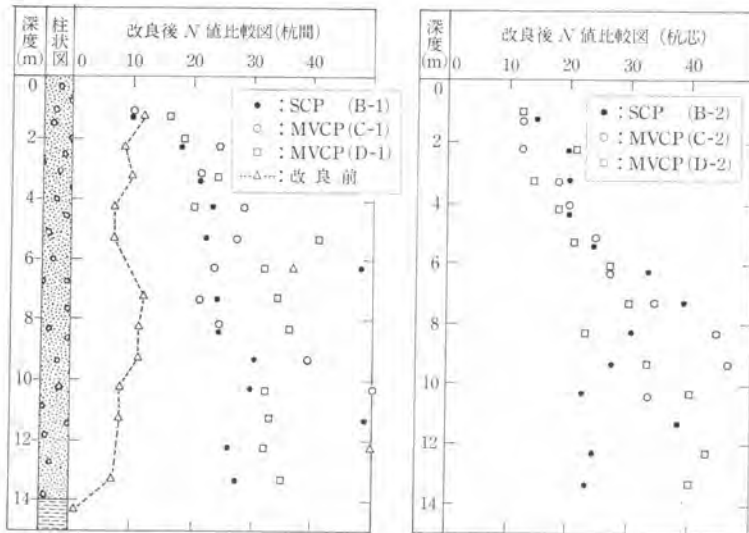 深度(m)
柱状図
改良後N値比較図(杭間)
0 10 20 30 40
0
2
4
6
8
10
12
14
●:SCP (B-1)
○:MVCP(C-1)
□:MVCP(D-1)
--△--:改良前
深度(m)
改良後N値比較図(杭芯)
0 10 20 30 40
0
2
4
6
8
10
12
14
●:SCP (B-2)
○:MVCP(C-2)
□:MVCP(D-2)